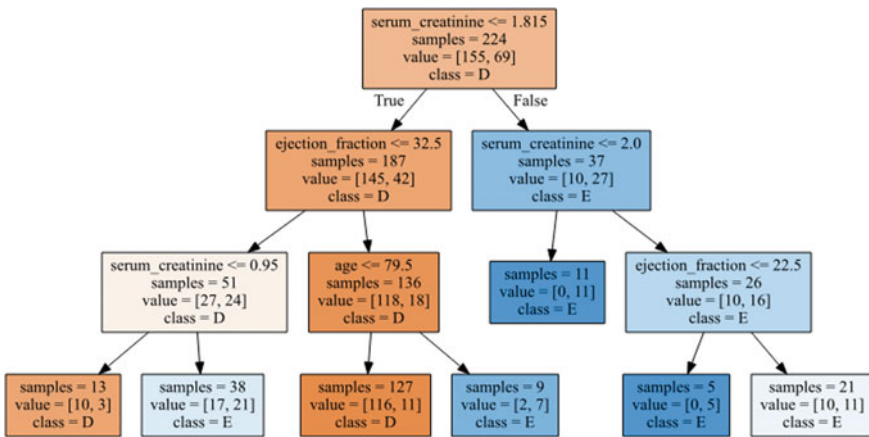 serum_creatinine <= 1.815
samples = 224
value = [155, 69]
class = D
True
False
ejection_fraction <= 32.5
samples = 187
value = [145, 42]
class = D
serum_creatinine <= 2.0
samples = 37
value = [10, 27]
class = E
serum_creatinine <= 0.95
samples = 51
value = [27, 24]
class = D
age <= 79.5
samples = 136
value = [118, 18]
class = D
samples = 11
value = [0, 11]
class = E
ejection_fraction <= 22.5
samples = 26
value = [10, 16]
class = E
samples = 13
value = [10, 3]
class = D
samples = 38
value = [17, 21]
class = E
samples = 127
value = [116, 11]
class = D
samples = 9
value = [2, 7]
class = E
samples = 5
value = [0, 5]
class = E
samples = 21
value = [10, 11]
class = E